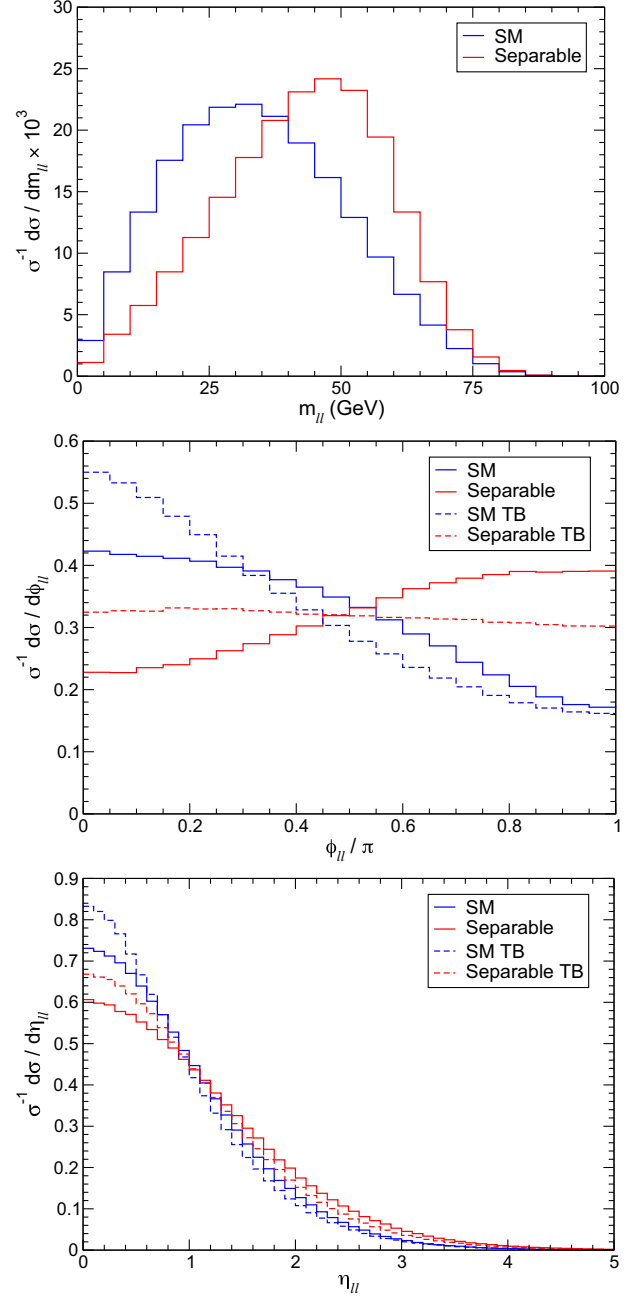 30
25
20
15
10
5
0
σ⁻¹ dσ / dm_ll × 10³
SM
Separable
0 25 50 75 100
m_ll (GeV)
0.6
0.5
0.4
0.3
0.2
0.1
0
σ⁻¹ dσ / dϕ_ll
SM
Separable
SM TB
Separable TB
0 0.2 0.4 0.6 0.8 1
ϕ_ll / π
0.9
0.8
0.7
0.6
0.5
0.4
0.3
0.2
0.1
0
σ⁻¹ dσ / dη_ll
SM
Separable
SM TB
Separable TB
0 1 2 3 4 5
η_ll